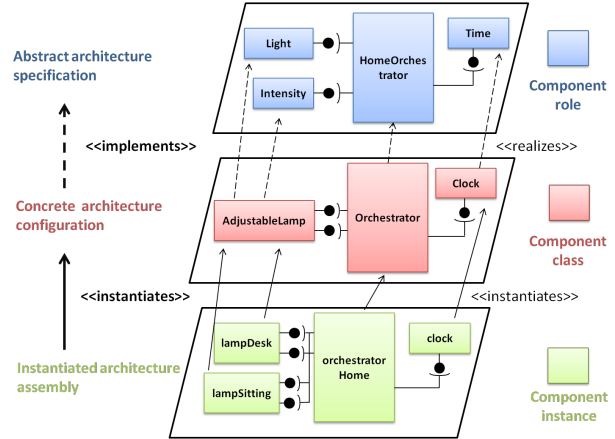 Abstract architecture
specification
Light
HomeOrches
trator
Time
Intensity
Component
role
<<implements>>
<<realizes>>
Concrete architecture
configuration
AdjustableLamp
Orchestrator
Clock
Component
class
<<instantiates>>
<<instantiates>>
Instantiated architecture
assembly
lampDesk
orchestrator
Home
clock
lampSitting
Component
instance